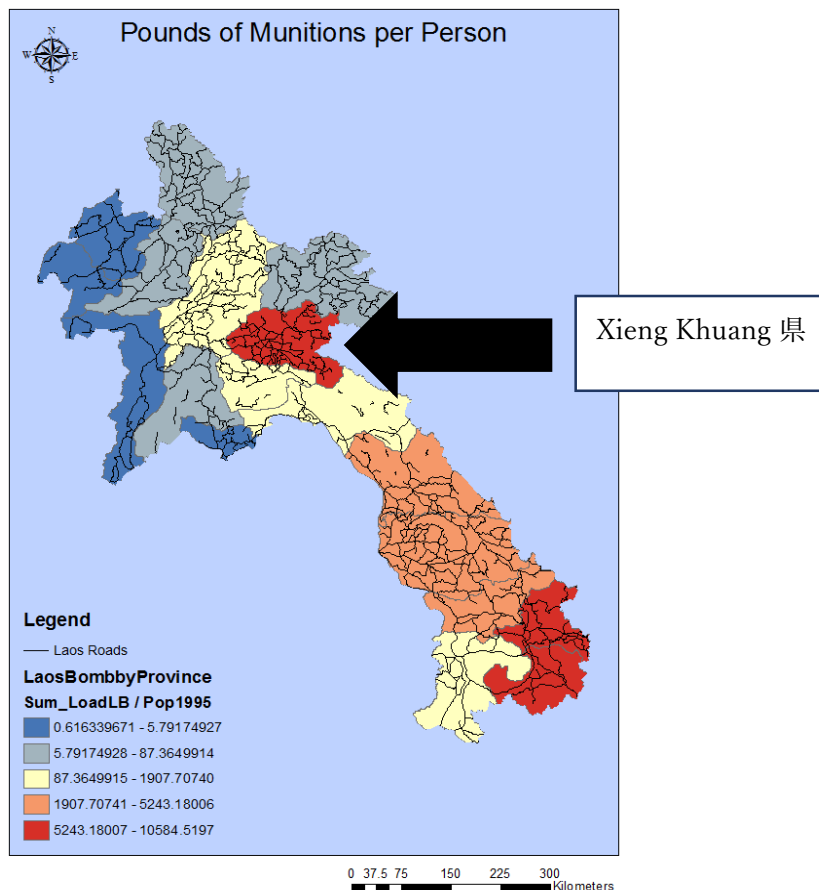 Pounds of Munitions per Person
N
W
E
S
Xieng Khuang 県
Legend
Laos Roads
LaosBombbyProvince
Sum_LoadLB / Pop1995
0.616339671 - 5.79174927
5.79174928 - 87.3649914
87.3649915 - 1907.70740
1907.70741 - 5243.18006
5243.18007 - 10584.5197
0 37.5 75 150 225 300
Kilometers